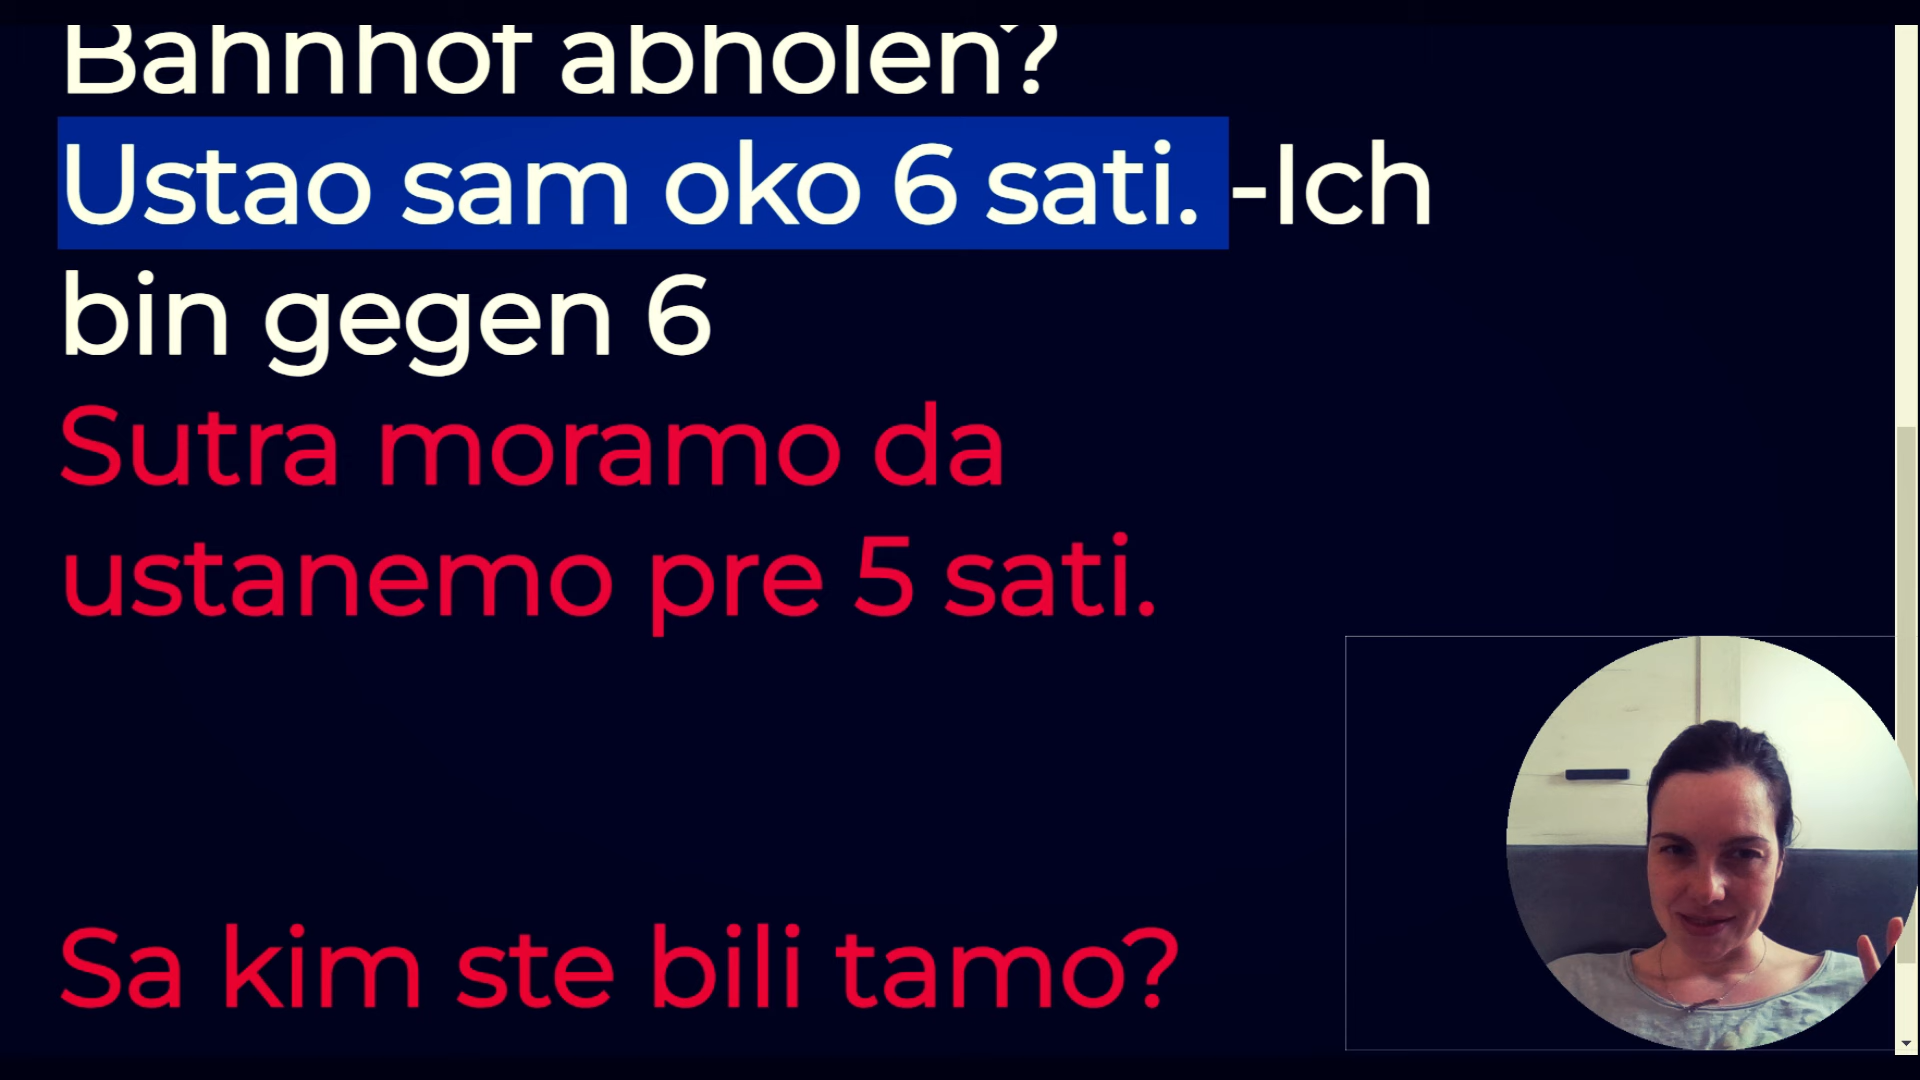 Bahnhof abholen?
Ustao sam oko 6 sati. -Ich
bin gegen 6
Sutra moramo da
ustanemo pre 5 sati.
Sa kim ste bili tamo?